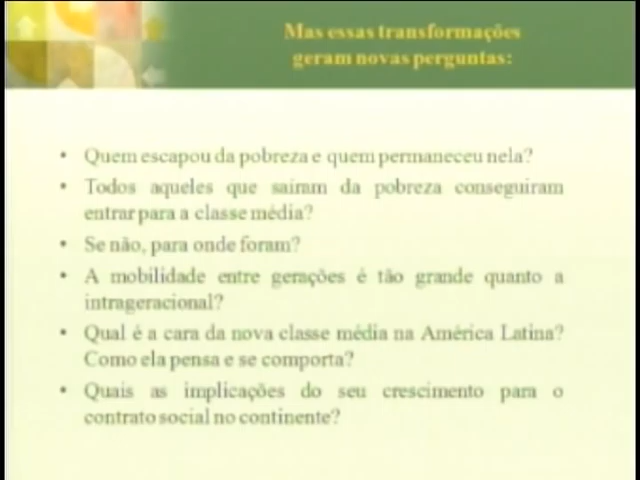 Mas essas transformações
geram novas perguntas:
• Quem escapou da pobreza e quem permaneceu nela?
• Todos aqueles que saíram da pobreza conseguiram
entrar para a classe média?
• Se não, para onde foram?
• A mobilidade entre gerações é tão grande quanto a
intrageracional?
• Qual é a cara da nova classe média na América Latina?
Como ela pensa e se comporta?
• Quais as implicações do seu crescimento para o
contrato social no continente?